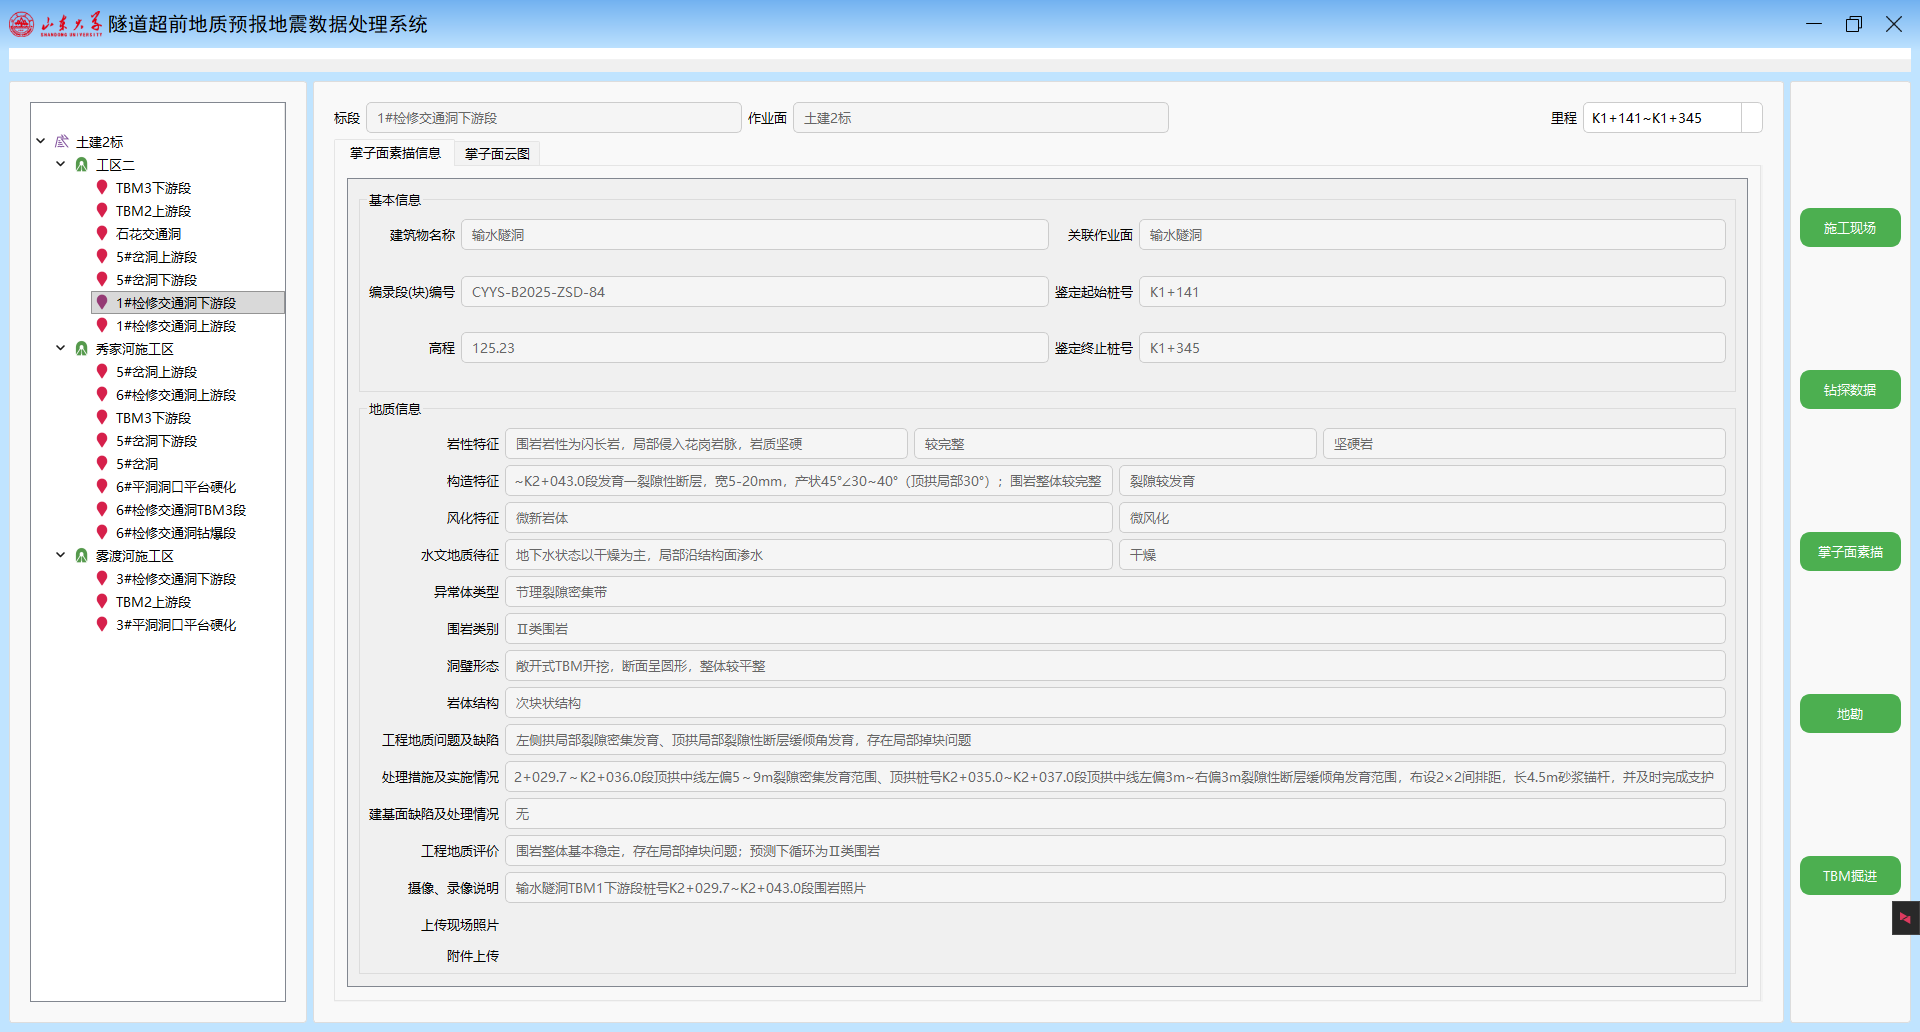 山东大学 隧道超前地质预报地震数据处理系统
SHANDONG UNIVERSITY
土建2标
工区二
TBM3下游段
TBM2上游段
石花交通洞
5#岔洞上游段
5#岔洞下游段
1#检修交通洞下游段
1#检修交通洞上游段
秀家河施工区
5#岔洞上游段
6#检修交通洞上游段
TBM3下游段
5#岔洞下游段
5#岔洞
6#平洞洞口平台硬化
6#检修交通洞TBM3段
6#检修交通洞钻爆段
雾渡河施工区
3#检修交通洞下游段
TBM2上游段
3#平洞洞口平台硬化
标段 1#检修交通洞下游段 作业面 土建2标 里程 K1+141~K1+345
掌子面素描信息 掌子面云图
基本信息
建筑物名称 输水隧洞 关联作业面 输水隧洞
编录段(块)编号 CYYS-B2025-ZSD-84 鉴定起始桩号 K1+141
高程 125.23 鉴定终止桩号 K1+345
地质信息
岩性特征 围岩岩性为闪长岩，局部侵入花岗岩脉，岩质坚硬 较完整 坚硬岩
构造特征 ~K2+043.0段发育一裂隙性断层，宽5-20mm，产状45°∠30~40°（顶拱局部30°）；围岩整体较完整 裂隙较发育
风化特征 微新岩体 微风化
水文地质待征 地下水状态以干燥为主，局部沿结构面渗水 干燥
异常体类型 节理裂隙密集带
围岩类别 Ⅱ类围岩
洞壁形态 敞开式TBM开挖，断面呈圆形，整体较平整
岩体结构 次块状结构
工程地质问题及缺陷 左侧拱局部裂隙密集发育、顶拱局部裂隙性断层缓倾角发育，存在局部掉块问题
处理措施及实施情况 2+029.7～K2+036.0段顶拱中线左偏5～9m裂隙密集发育范围、顶拱桩号K2+035.0~K2+037.0段顶拱中线左偏3m~右偏3m裂隙性断层缓倾角发育范围，布设2×2间排距，长4.5m砂浆锚杆，并及时完成支护
建基面缺陷及处理情况 无
工程地质评价 围岩整体基本稳定，存在局部掉块问题；预测下循环为Ⅱ类围岩
摄像、录像说明 输水隧洞TBM1下游段桩号K2+029.7~K2+043.0段围岩照片
上传现场照片
附件上传
施工现场
钻探数据
掌子面素描
地勘
TBM掘进